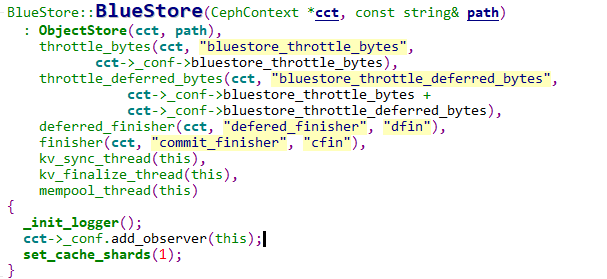 BlueStore::BlueStore(CephContext *cct, const string& path)
  : ObjectStore(cct, path),
    throttle_bytes(cct, "bluestore_throttle_bytes",
           cct->_conf->bluestore_throttle_bytes),
    throttle_deferred_bytes(cct, "bluestore_throttle_deferred_bytes",
               cct->_conf->bluestore_throttle_bytes +
               cct->_conf->bluestore_throttle_deferred_bytes),
    deferred_finisher(cct, "defered_finisher", "dfin"),
    finisher(cct, "commit_finisher", "cfin"),
    kv_sync_thread(this),
    kv_finalize_thread(this),
    mempool_thread(this)
{
  _init_logger();
  cct->_conf.add_observer(this);
  set_cache_shards(1);
}